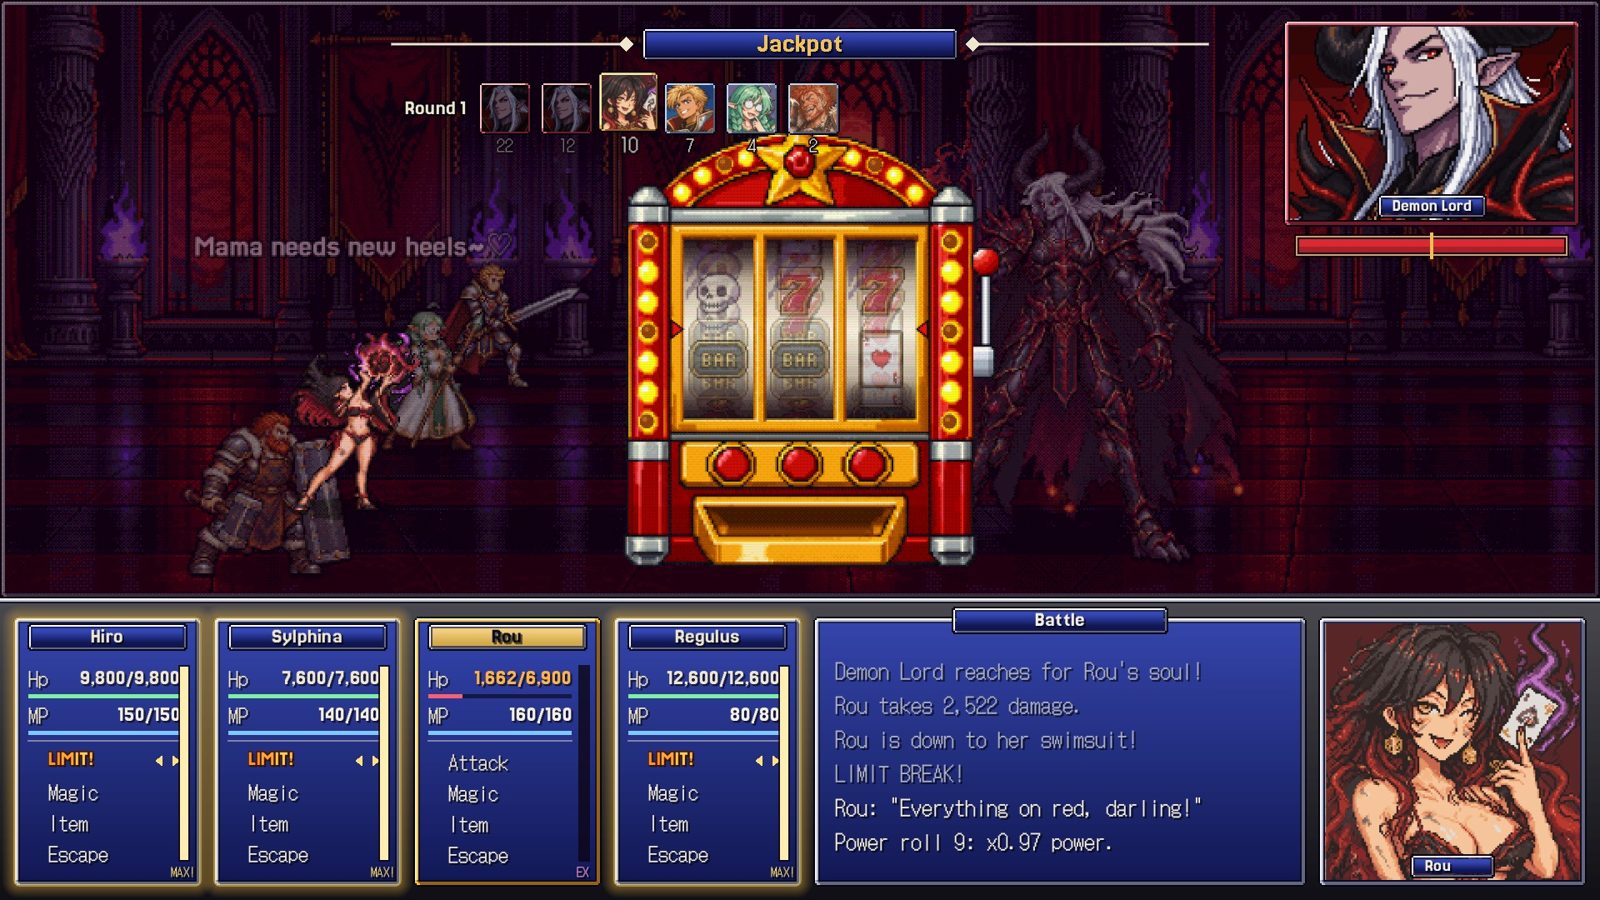 Jackpot
Round 1
22 12 10 7 4 2
Demon Lord
Mama needs new heels~♡
BAR BAR
Hiro
Hp 9,800/9,800
MP 150/150
LIMIT!
Magic
Item
Escape
MAX!
Sylphina
Hp 7,600/7,600
MP 140/140
LIMIT!
Magic
Item
Escape
MAX!
Rou
Hp 1,662/6,900
MP 160/160
Attack
Magic
Item
Escape
EX
Regulus
Hp 12,600/12,600
MP 80/80
LIMIT!
Magic
Item
Escape
MAX!
Battle
Demon Lord reaches for Rou's soul!
Rou takes 2,522 damage.
Rou is down to her swimsuit!
LIMIT BREAK!
Rou: "Everything on red, darling!"
Power roll 9: x0.97 power.
Rou